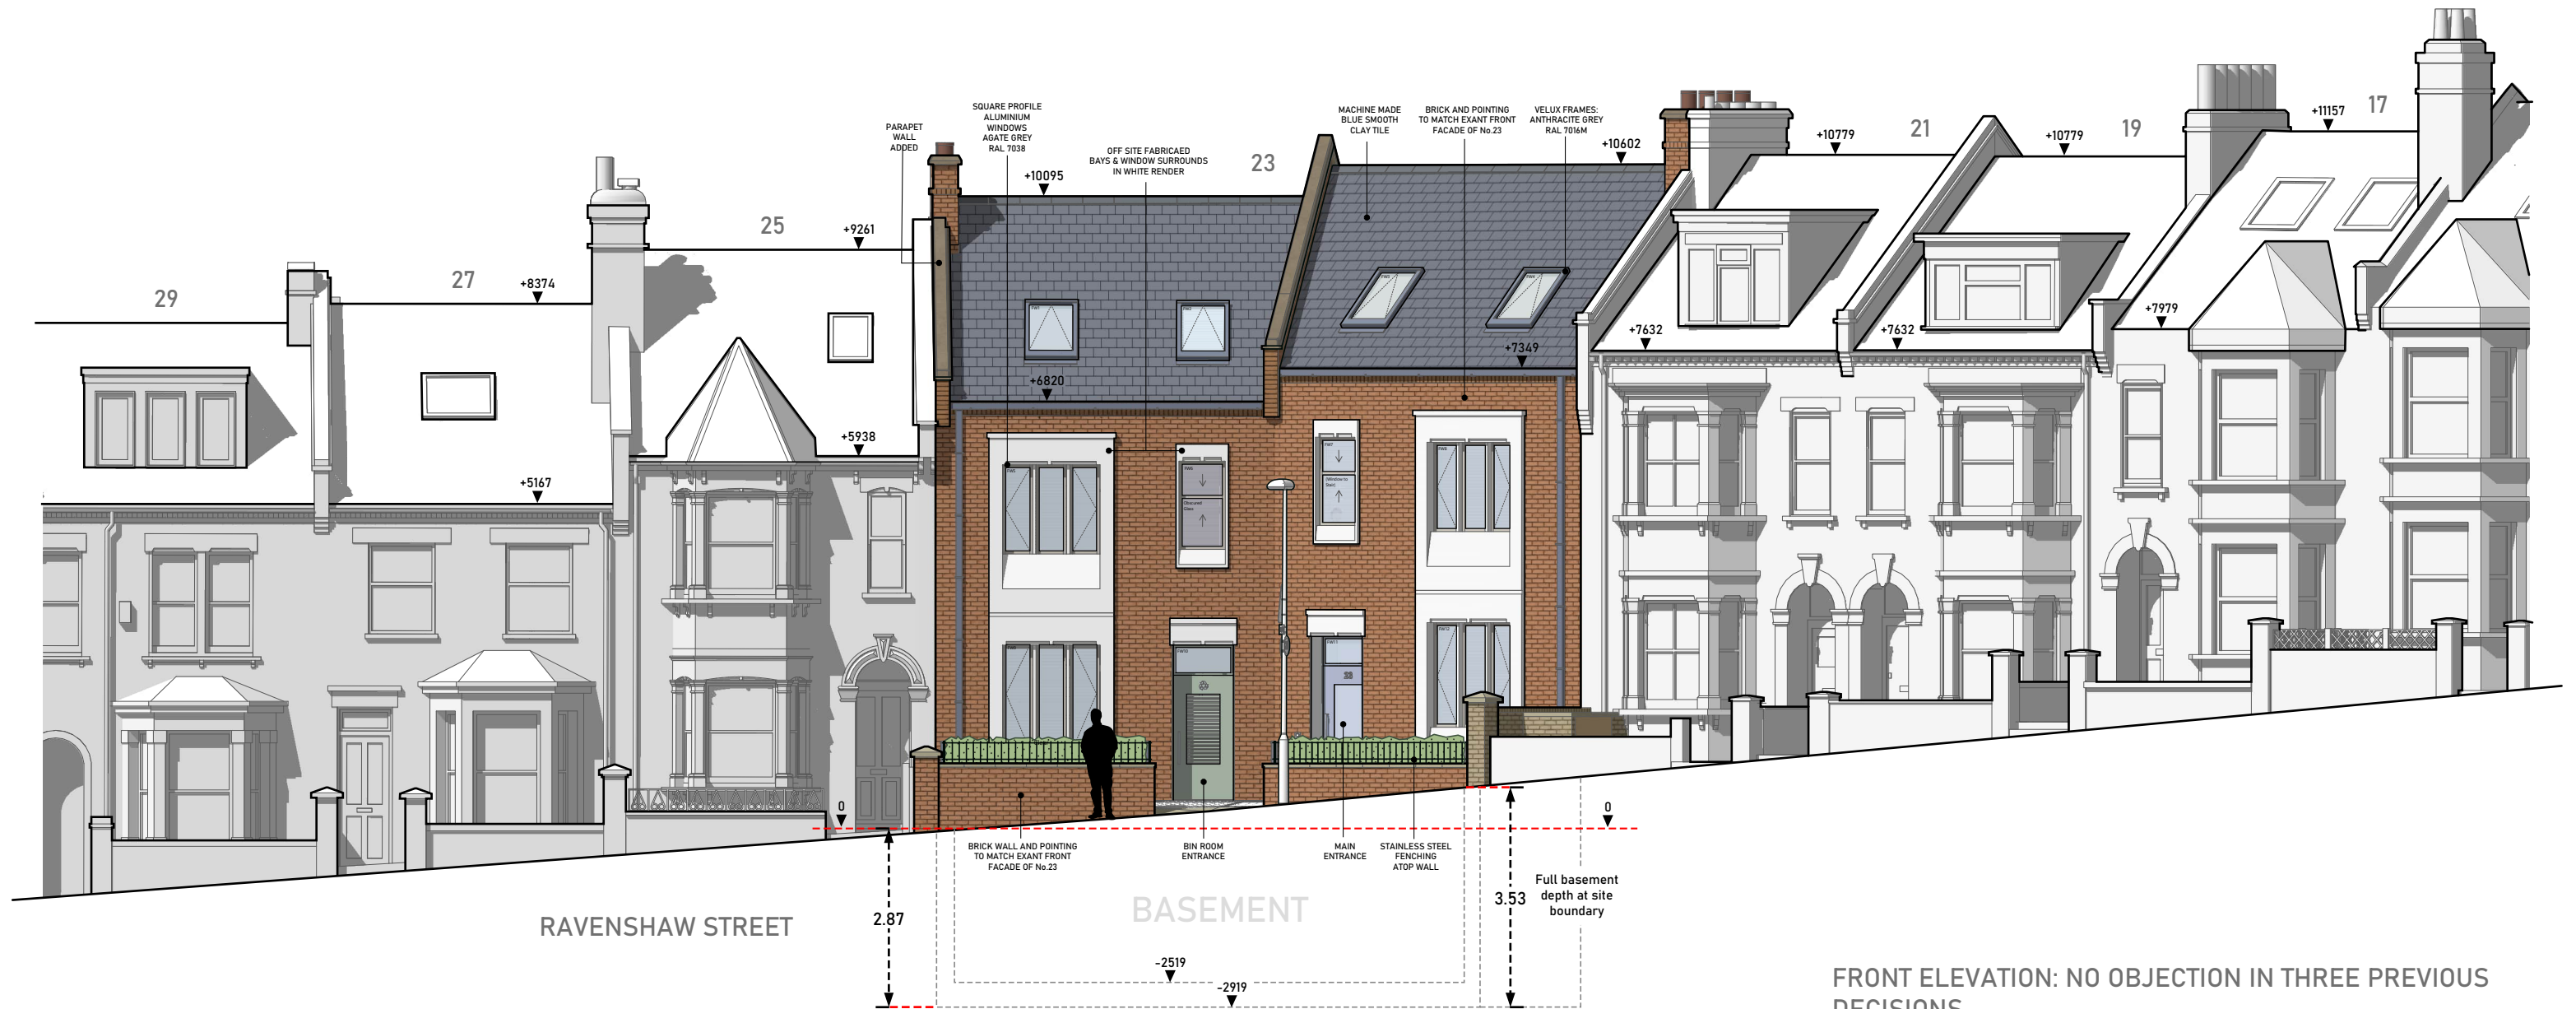 17
+11157
SQUARE PROFILE
ALUMINIUM
WINDOWS
AGATE GREY
RAL 7038
MACHINE MADE
BLUE SMOOTH
CLAY TILE
BRICK AND POINTING
TO MATCH EXANT FRONT
FACADE OF No.23
VELUX FRAMES:
ANTHRACITE GREY
RAL 7016M
PARAPET
WALL
ADDED
OFF SITE FABRICAED
BAYS & WINDOW SURROUNDS
IN WHITE RENDER
23
+10602
+10779
21
+10779
19
+10095
25
+9261
27
+8374
29
+7979
+7632
+7632
+7349
+6820
+5938
+5167
23
0
0
BRICK WALL AND POINTING
TO MATCH EXANT FRONT
FACADE OF No.23
BIN ROOM
ENTRANCE
MAIN
ENTRANCE
STAINLESS STEEL
FENCHING
ATOP WALL
2.87
3.53
Full basement
depth at site
boundary
BASEMENT
RAVENSHAW STREET
-2519
-2919
FRONT ELEVATION: NO OBJECTION IN THREE PREVIOUS
DECISIONS